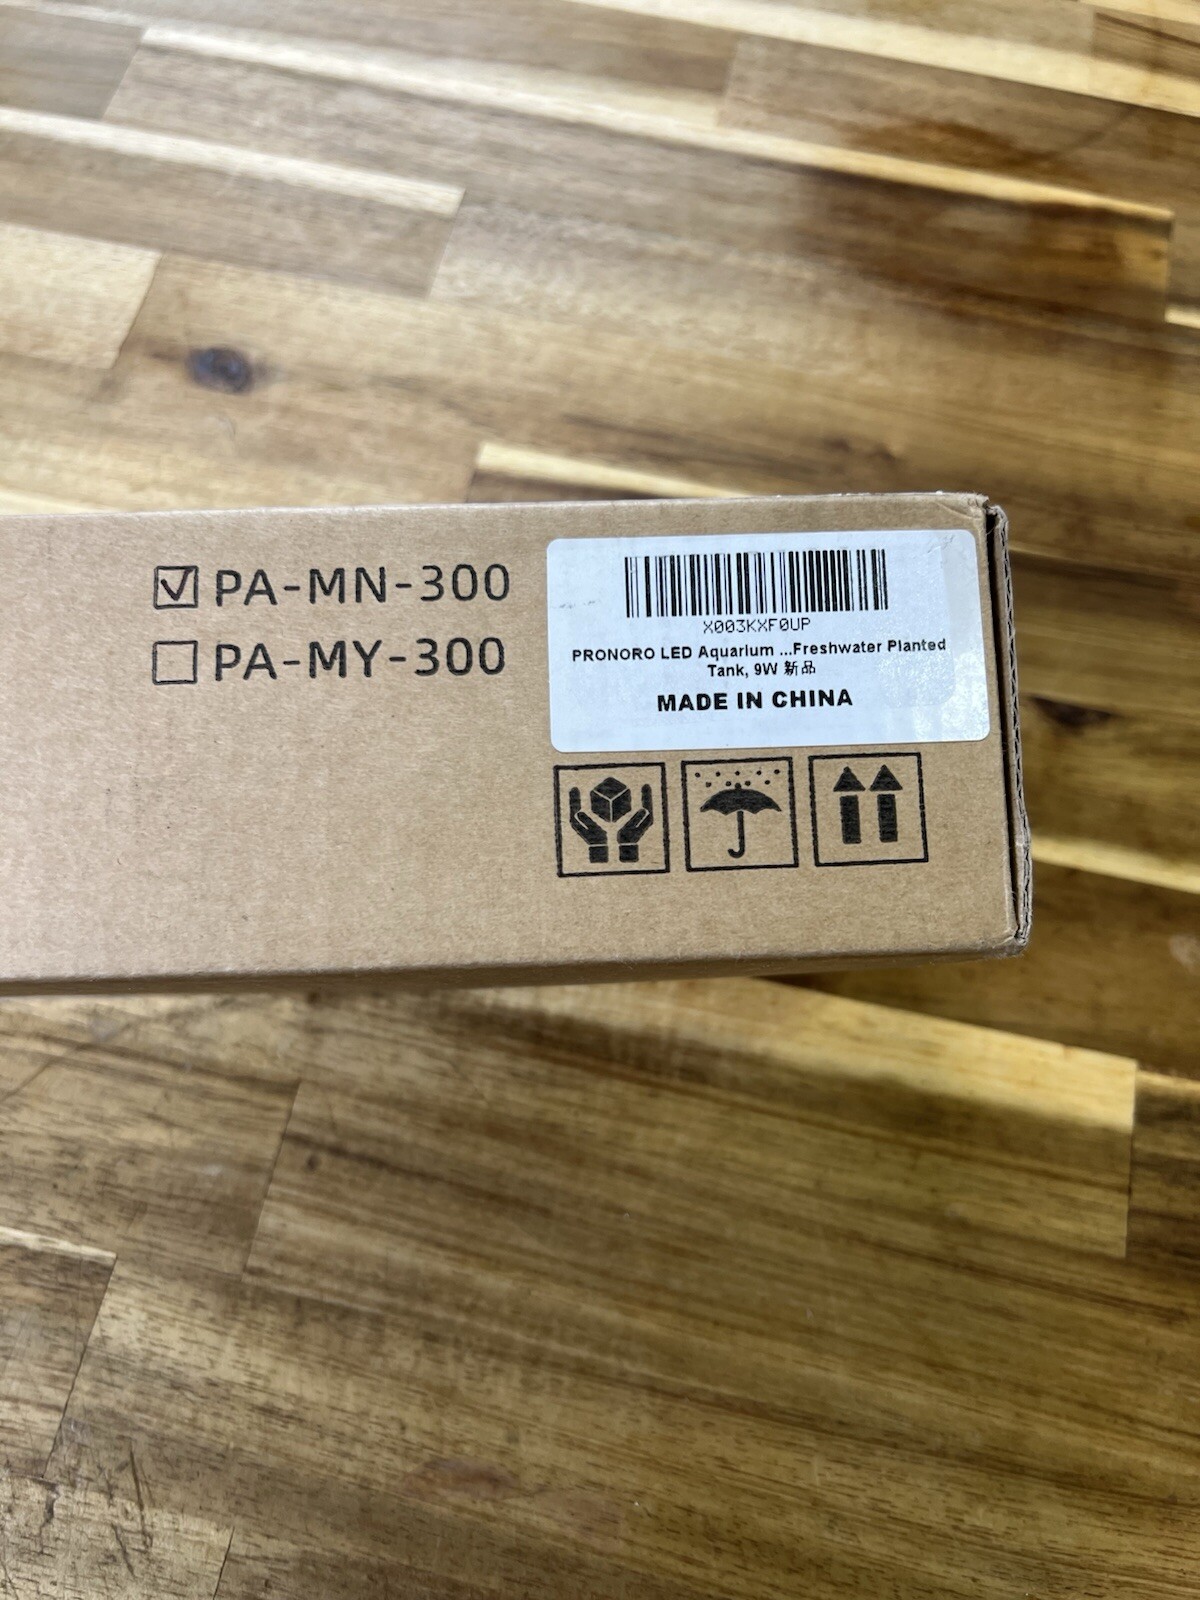 PA-MN-300
PA-MY-300
X003KXF0UP
PRONORO LED Aquarium ...Freshwater Planted
Tank, 9W 新品
MADE IN CHINA